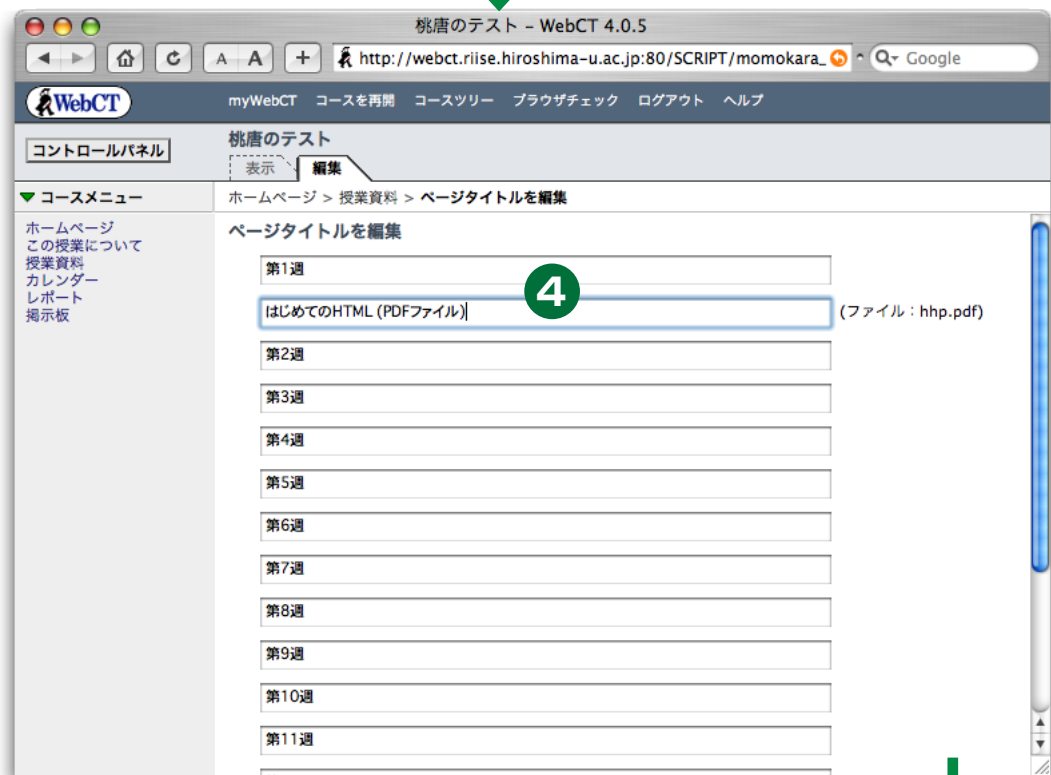 桃唐のテスト – WebCT 4.0.5
A A + http://webct.riise.hiroshima-u.ac.jp:80/SCRIPT/momokara_ Q Google
WebCT myWebCT コースを再開 コースツリー ブラウザチェック ログアウト ヘルプ
コントロールパネル
桃唐のテスト
表示 編集
コースメニュー
ホームページ > 授業資料 > ページタイトルを編集
ホームページ
この授業について
授業資料
カレンダー
レポート
掲示板
ページタイトルを編集
第1週
4
はじめてのHTML (PDFファイル) (ファイル：hhp.pdf)
第2週
第3週
第4週
第5週
第6週
第7週
第8週
第9週
第10週
第11週